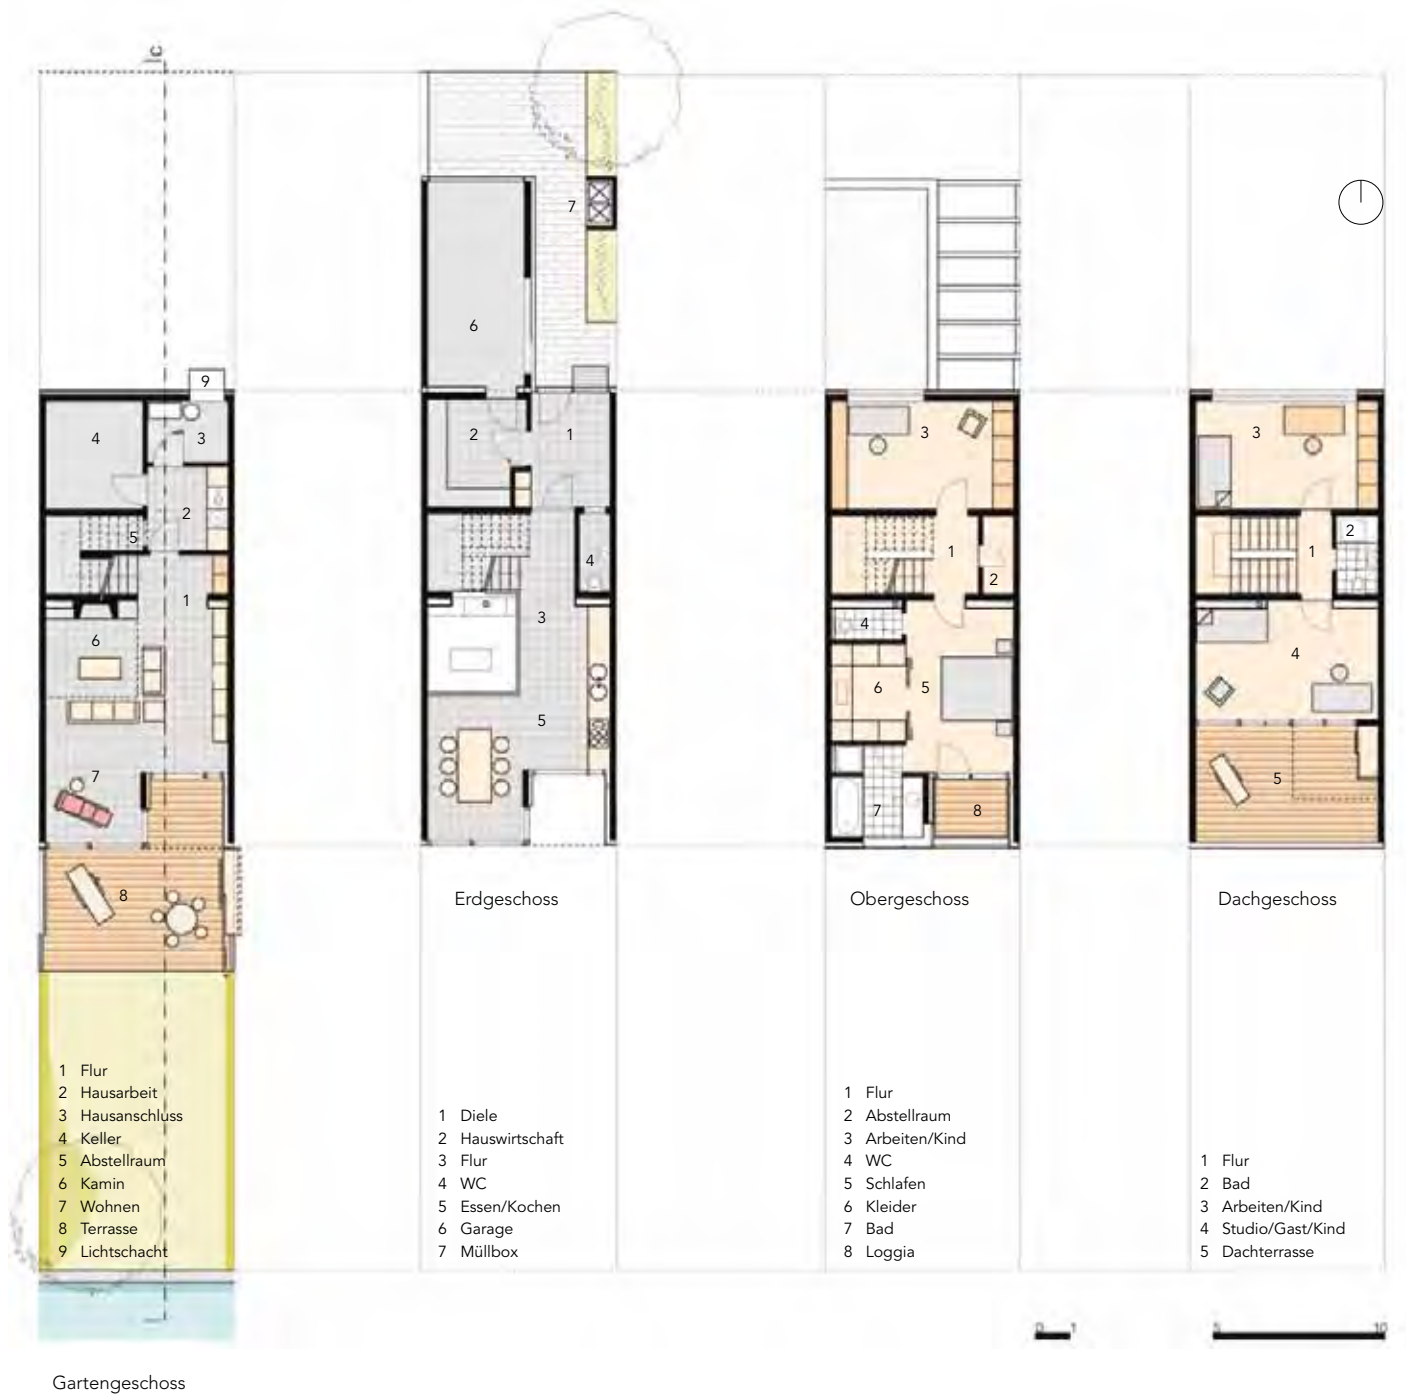 c
9
4
3
2
5
1
6
7
8
1 Flur
2 Hausarbeit
3 Hausanschluss
4 Keller
5 Abstellraum
6 Kamin
7 Wohnen
8 Terrasse
9 Lichtschacht
Gartengeschoss
7
6
2
1
4
3
5
Erdgeschoss
1 Diele
2 Hauswirtschaft
3 Flur
4 WC
5 Essen/Kochen
6 Garage
7 Müllbox
3
1
2
4
6
5
7
8
Obergeschoss
1 Flur
2 Abstellraum
3 Arbeiten/Kind
4 WC
5 Schlafen
6 Kleider
7 Bad
8 Loggia
3
2
1
4
5
Dachgeschoss
1 Flur
2 Bad
3 Arbeiten/Kind
4 Studio/Gast/Kind
5 Dachterrasse
0 1 5 10